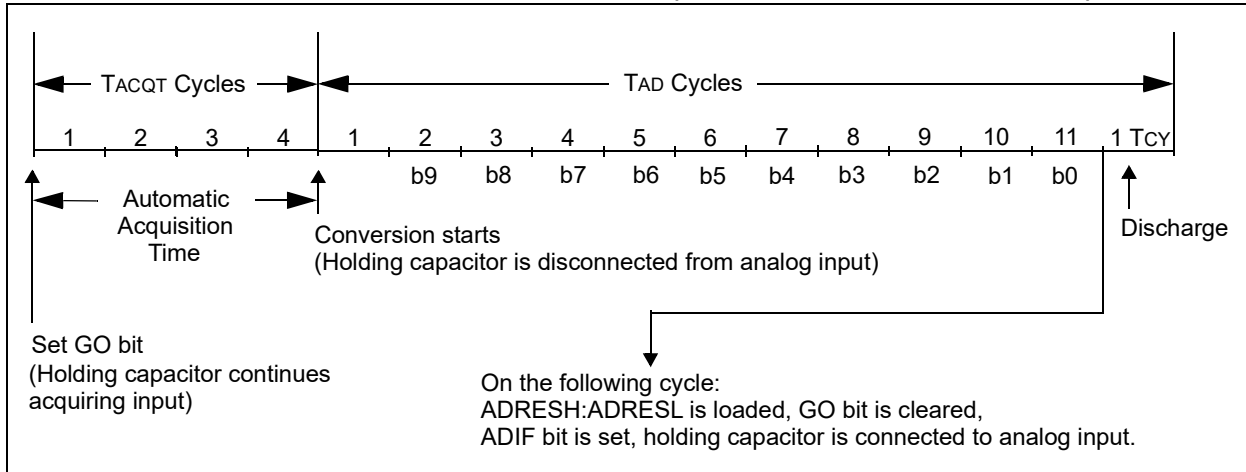 TACQT Cycles
TAD Cycles
1 2 3 4 1 2 3 4 5 6 7 8 9 10 11 1 TCY
b9 b8 b7 b6 b5 b4 b3 b2 b1 b0
Automatic
Acquisition
Time
Conversion starts
(Holding capacitor is disconnected from analog input)
Discharge
Set GO bit
(Holding capacitor continues
acquiring input)
On the following cycle:
ADRESH:ADRESL is loaded, GO bit is cleared,
ADIF bit is set, holding capacitor is connected to analog input.